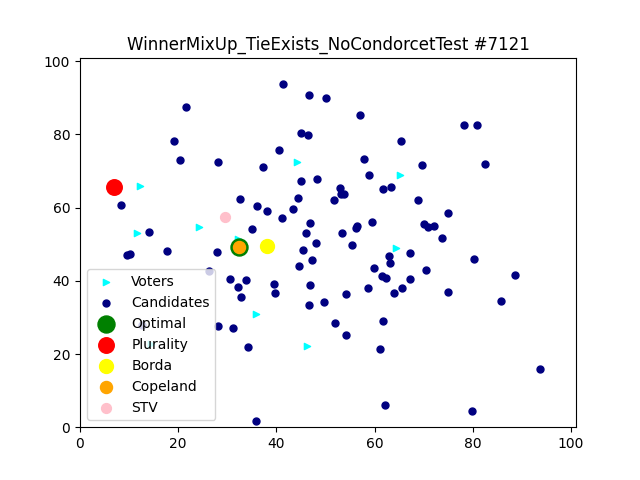 WinnerMixUp_TieExists_NoCondorcetTest #7121
100
80
60
40
20
0
Voters
Candidates
Optimal
Plurality
Borda
Copeland
STV
0 20 40 60 80 100